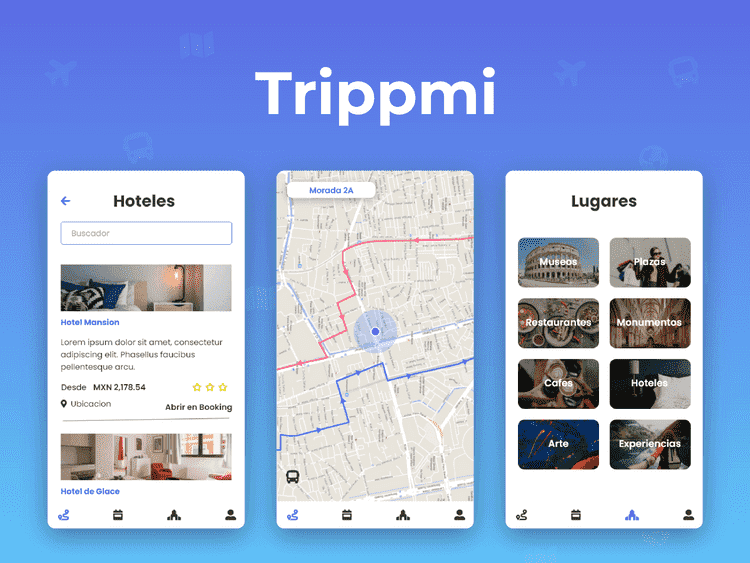 Trippmi
Hoteles
Buscador
Hotel Mansion
Lorem ipsum dolor sit amet, consectetur
adipiscing elit. Phasellus faucibus
pellentesque arcu.
Desde MXN 2,178.54
Ubicacion
Abrir en Booking
Hotel de Glace
Morada 2A
Lugares
Museos
Plazas
Restaurantes
Monumentos
Cafes
Hoteles
Arte
Experiencias